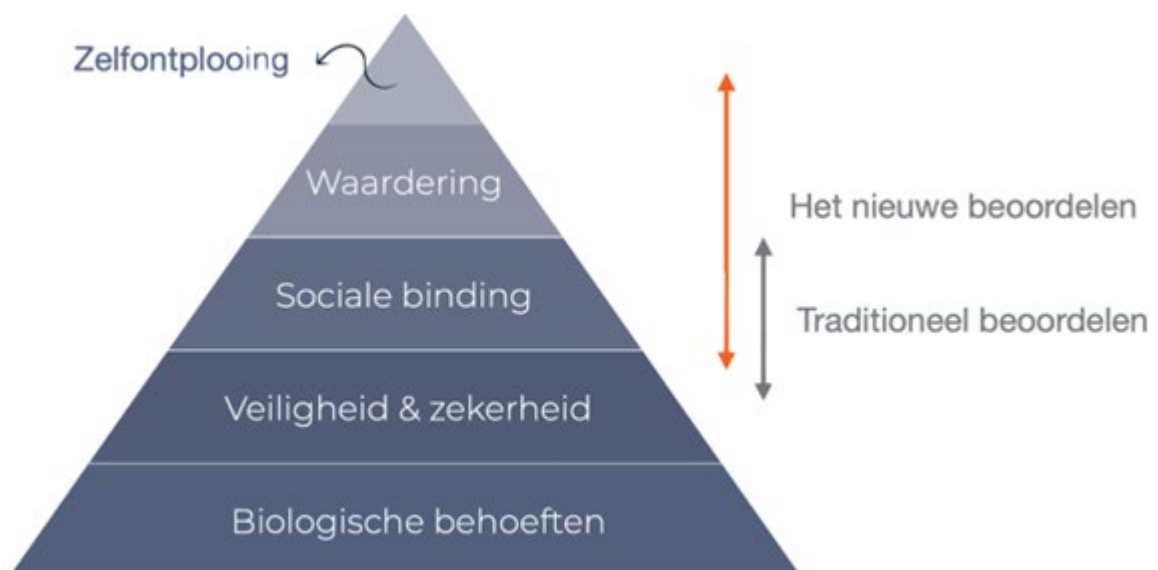 Zelfontplooing
Waardering
Het nieuwe beoordelen
Sociale binding
Traditioneel beoordelen
Veiligheid & zekerheid
Biologische behoeften